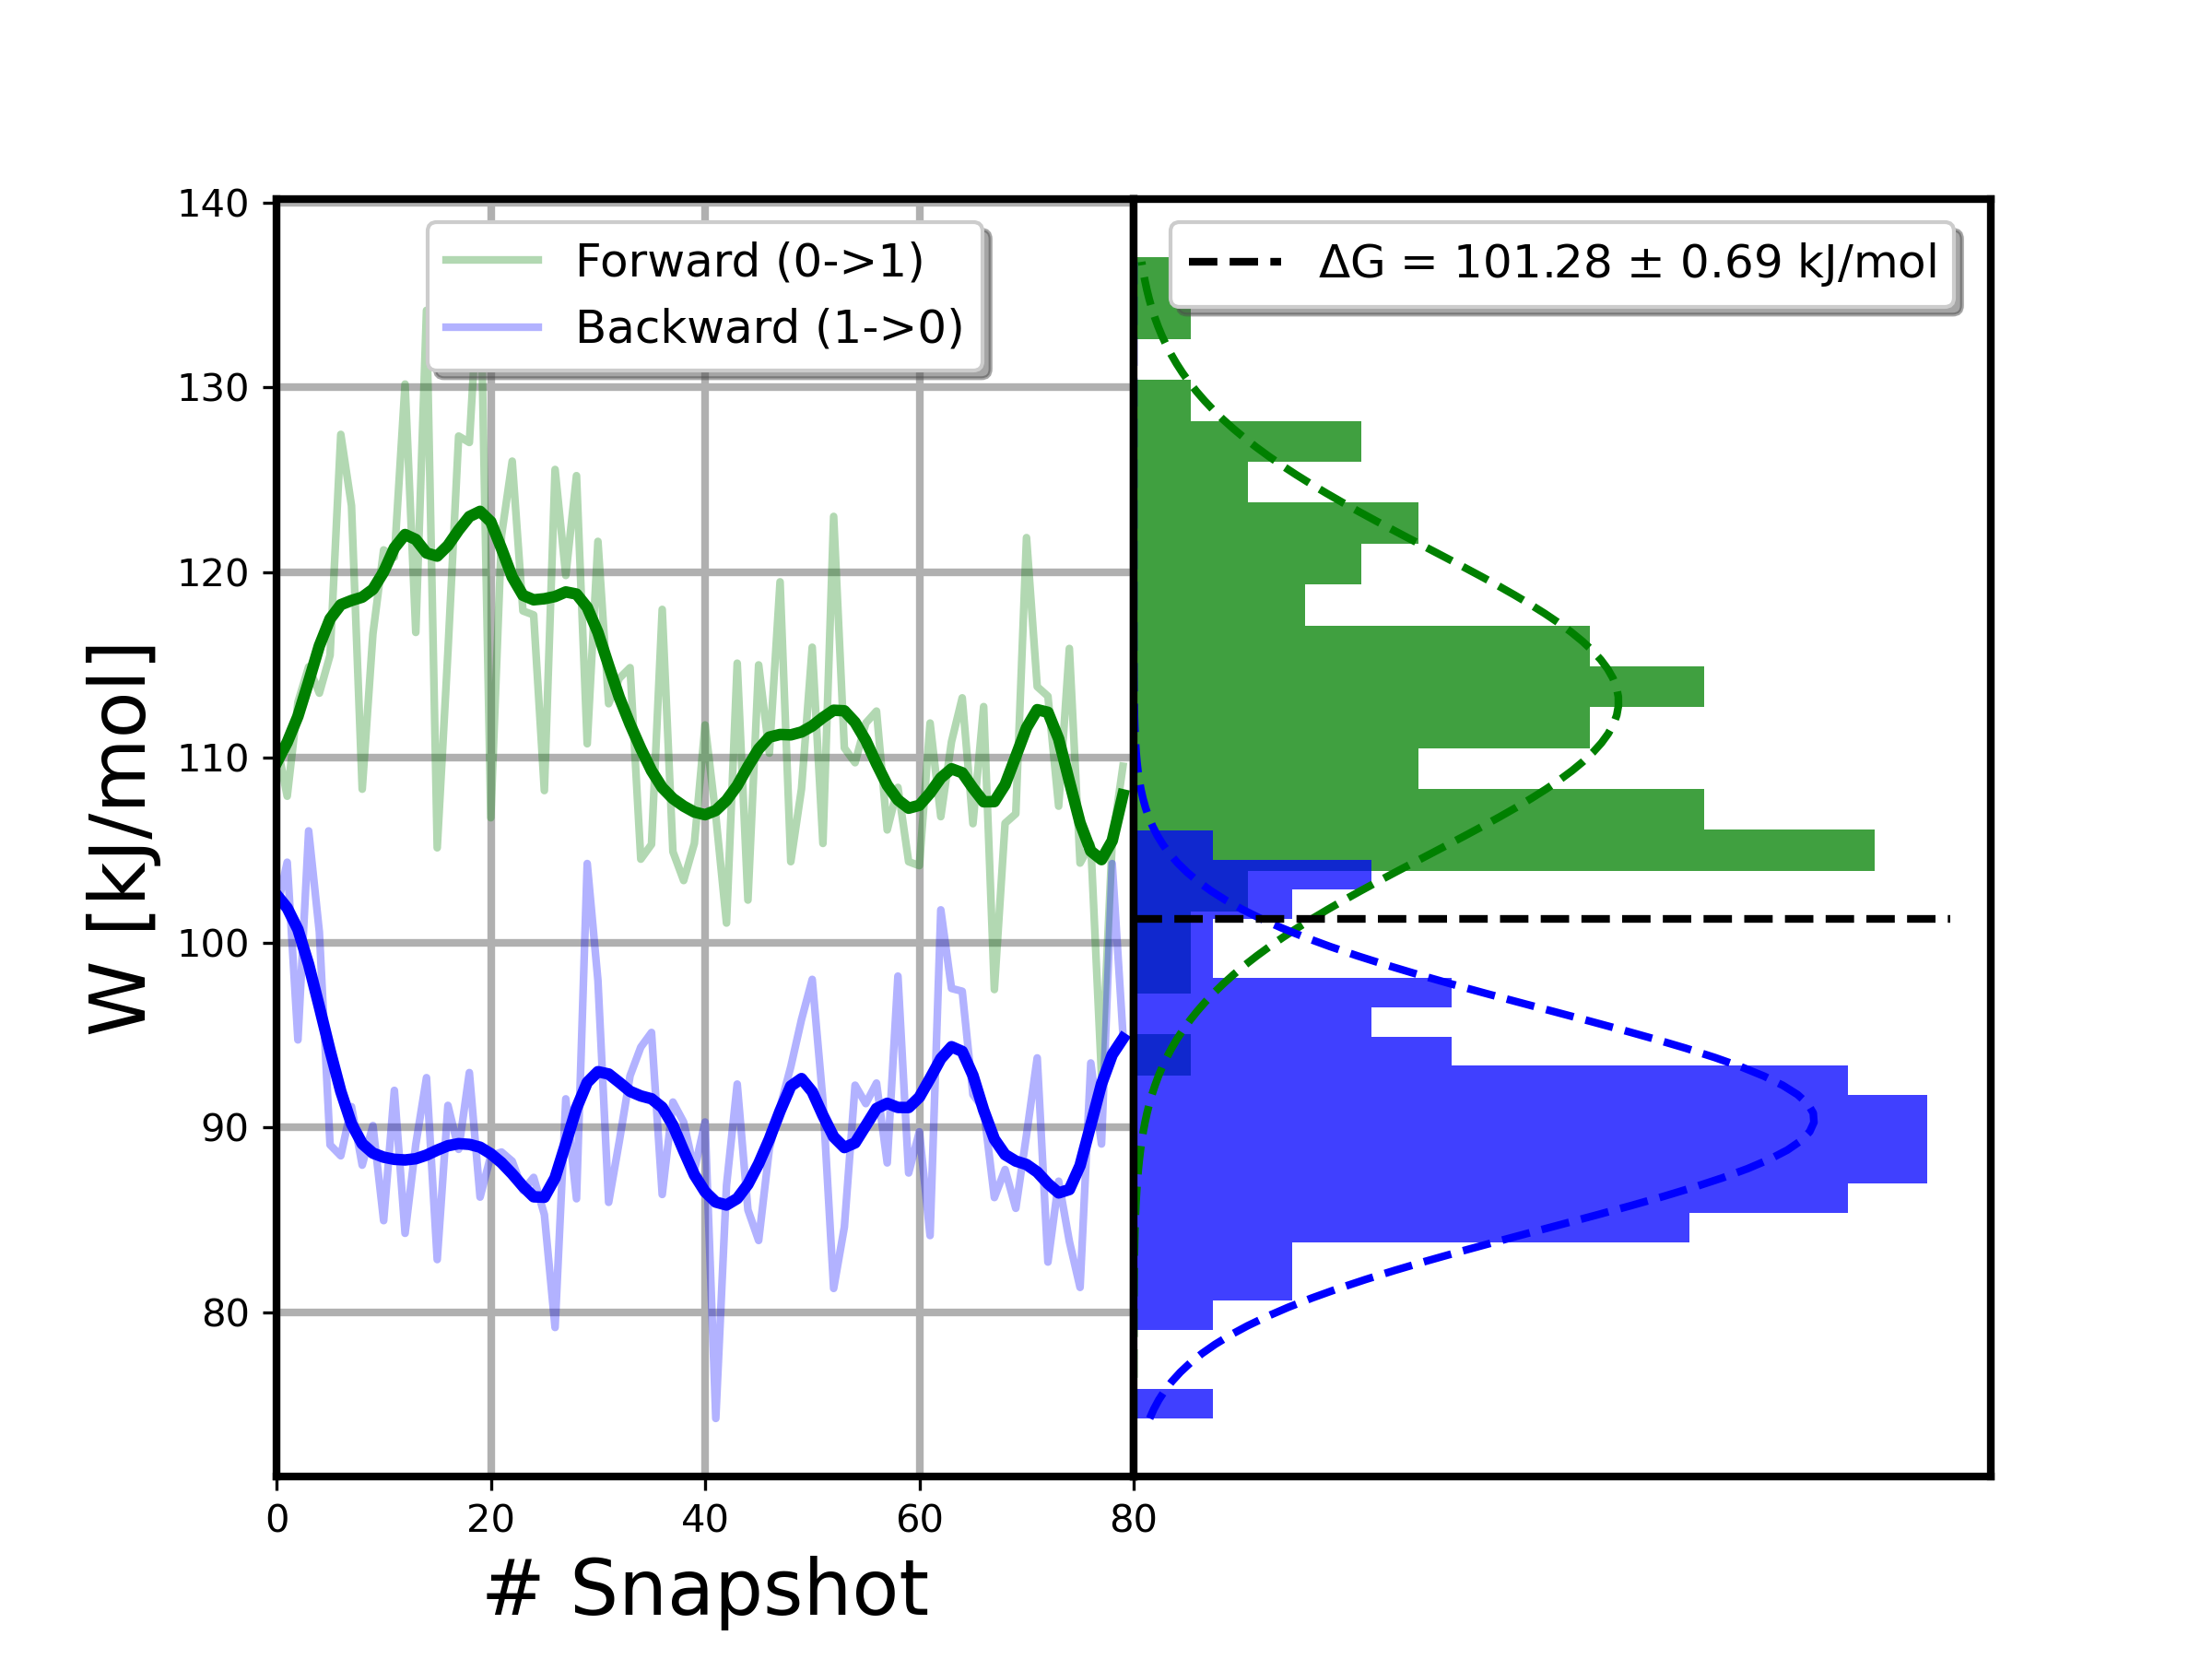 Forward (0->1)
Backward (1->0)
ΔG = 101.28 ± 0.69 kJ/mol
W [kJ/mol]
140
130
120
110
100
90
80
0 20 40 60 80
# Snapshot